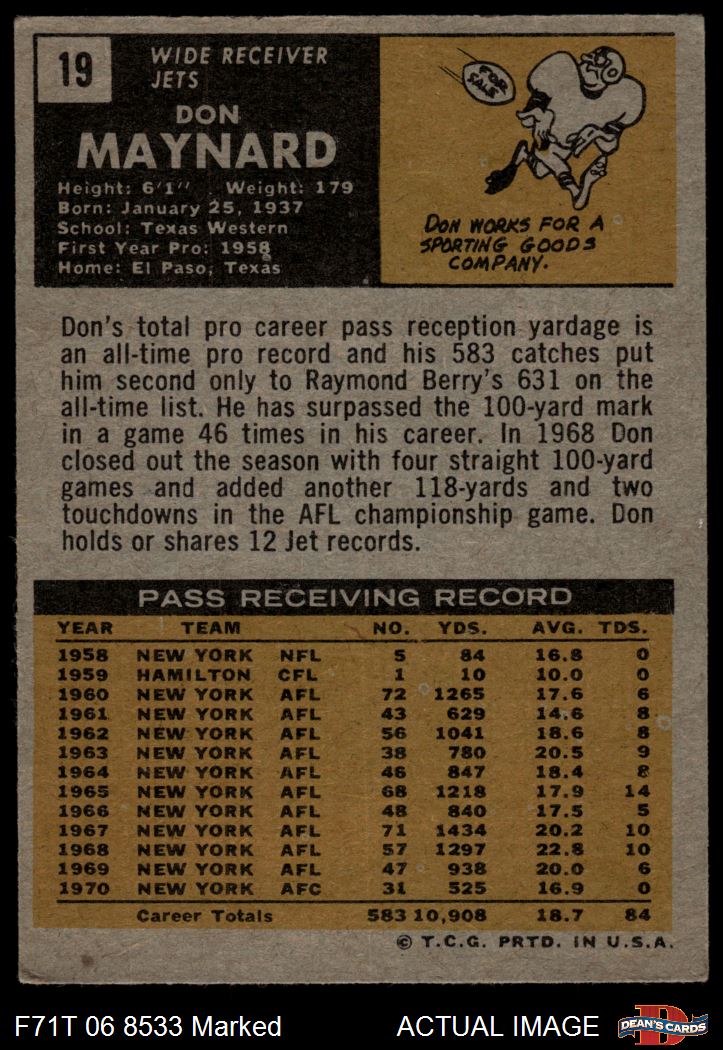 19
WIDE RECEIVER
JETS
DON
MAYNARD
Height: 6'1" Weight: 179
Born: January 25, 1937
School: Texas Western
First Year Pro: 1958
Home: El Paso, Texas
FOR
SALE
DON WORKS FOR A
SPORTING GOODS
COMPANY.
Don's total pro career pass reception yardage is
an all-time pro record and his 583 catches put
him second only to Raymond Berry's 631 on the
all-time list. He has surpassed the 100-yard mark
in a game 46 times in his career. In 1968 Don
closed out the season with four straight 100-yard
games and added another 118-yards and two
touchdowns in the AFL championship game. Don
holds or shares 12 Jet records.
PASS RECEIVING RECORD
YEAR TEAM NO. YDS. AVG. TDS.
1958 NEW YORK NFL 5 84 16.8 0
1959 HAMILTON CFL 1 10 10.0 0
1960 NEW YORK AFL 72 1265 17.6 6
1961 NEW YORK AFL 43 629 14.6 8
1962 NEW YORK AFL 56 1041 18.6 8
1963 NEW YORK AFL 38 780 20.5 9
1964 NEW YORK AFL 46 847 18.4 8
1965 NEW YORK AFL 68 1218 17.9 14
1966 NEW YORK AFL 48 840 17.5 5
1967 NEW YORK AFL 71 1434 20.2 10
1968 NEW YORK AFL 57 1297 22.8 10
1969 NEW YORK AFL 47 938 20.0 6
1970 NEW YORK AFC 31 525 16.9 0
Career Totals 583 10,908 18.7 84
© T.C.G. PRTD. IN U.S.A.
F71T 06 8533 Marked
ACTUAL IMAGE
D
DEAN'S CARDS